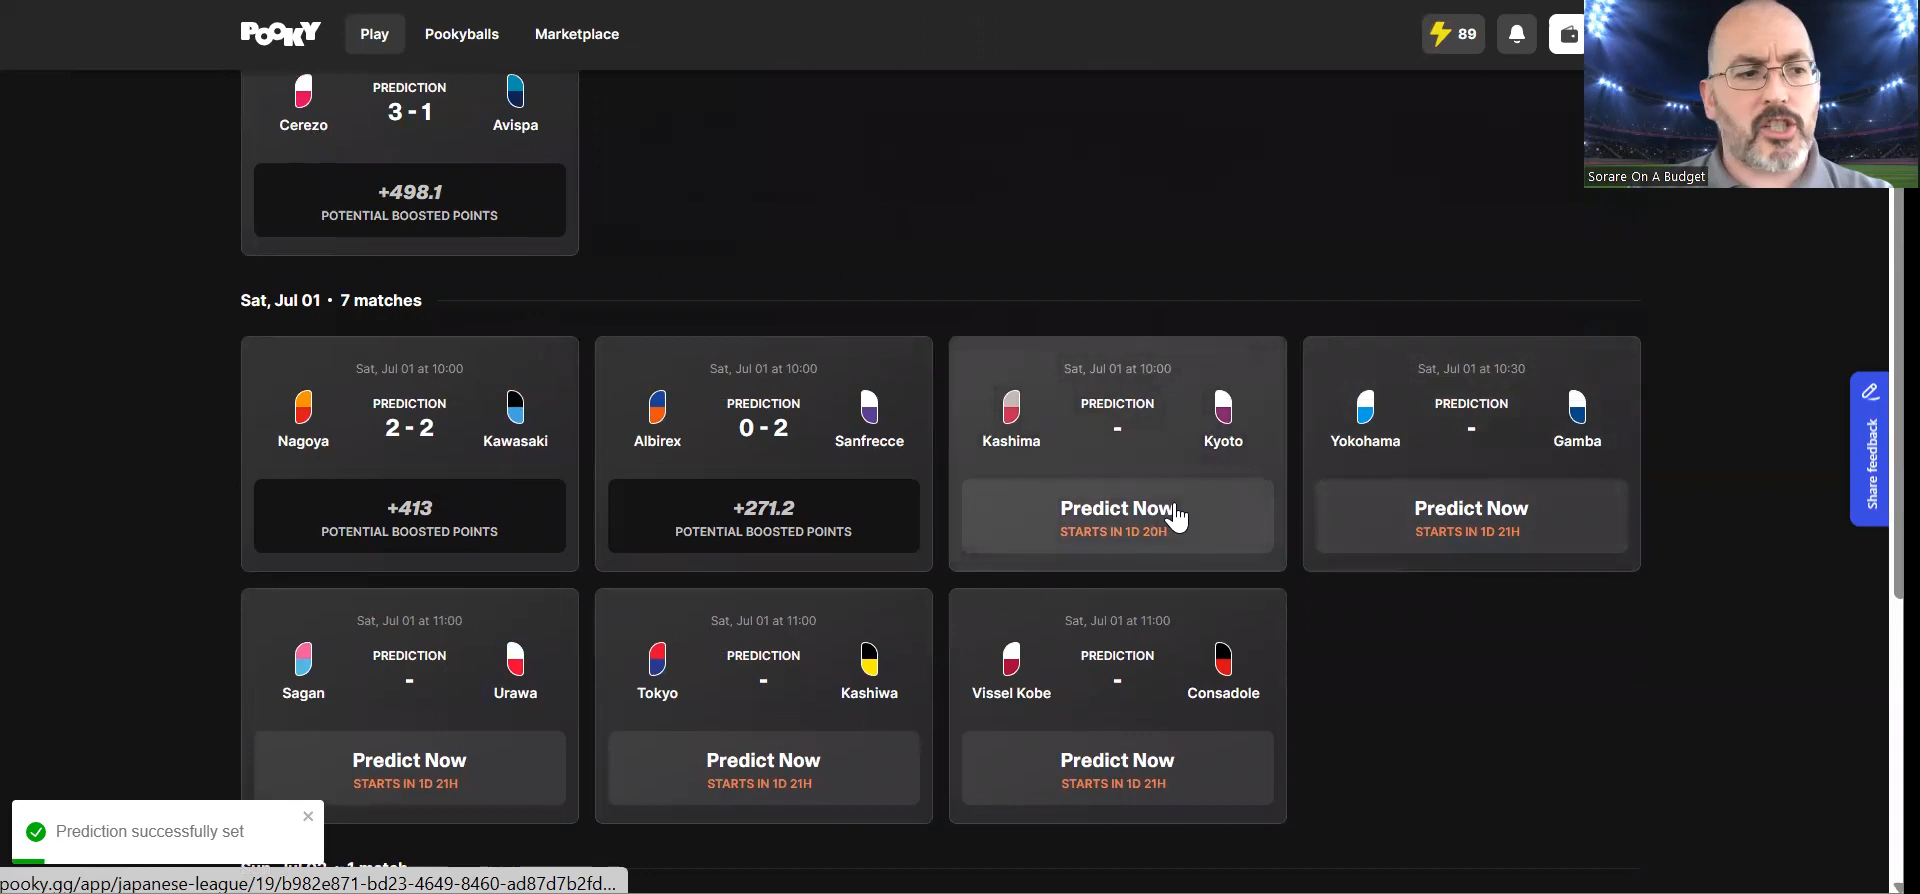 POOKY
Play
Pookyballs
Marketplace
89
Sorare On A Budget
PREDICTION
3 - 1
Cerezo
Avispa
+498.1
POTENTIAL BOOSTED POINTS
Sat, Jul 01 • 7 matches
Sat, Jul 01 at 10:00
PREDICTION
2 - 2
Nagoya
Kawasaki
+413
POTENTIAL BOOSTED POINTS
Sat, Jul 01 at 10:00
PREDICTION
0 - 2
Albirex
Sanfrecce
+271.2
POTENTIAL BOOSTED POINTS
Sat, Jul 01 at 10:00
PREDICTION
-
Kashima
Kyoto
Predict Now
STARTS IN 1D 20H
Sat, Jul 01 at 10:30
PREDICTION
-
Yokohama
Gamba
Predict Now
STARTS IN 1D 21H
Share feedback
Sat, Jul 01 at 11:00
PREDICTION
-
Sagan
Urawa
Predict Now
STARTS IN 1D 21H
Sat, Jul 01 at 11:00
PREDICTION
-
Tokyo
Kashiwa
Predict Now
STARTS IN 1D 21H
Sat, Jul 01 at 11:00
PREDICTION
-
Vissel Kobe
Consadole
Predict Now
STARTS IN 1D 21H
Prediction successfully set
pooky.gg/app/japanese-league/19/b982e871-bd23-4649-8460-ad87d7b2fd...